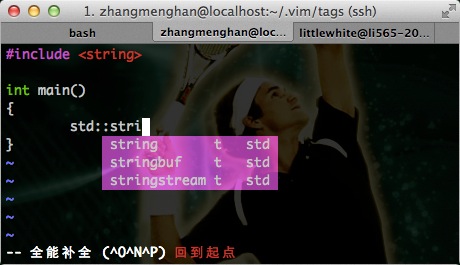 1. zhangmenghan@localhost:~/.vim/tags (ssh)
bash zhangmenghan@loc... littlewhite@li565-20...
#include <string>
int main()
{
std::stri
} string t std
~ stringbuf t std
~ stringstream t std
~
~
~
-- 全能补全 (^O^N^P) 回到起点